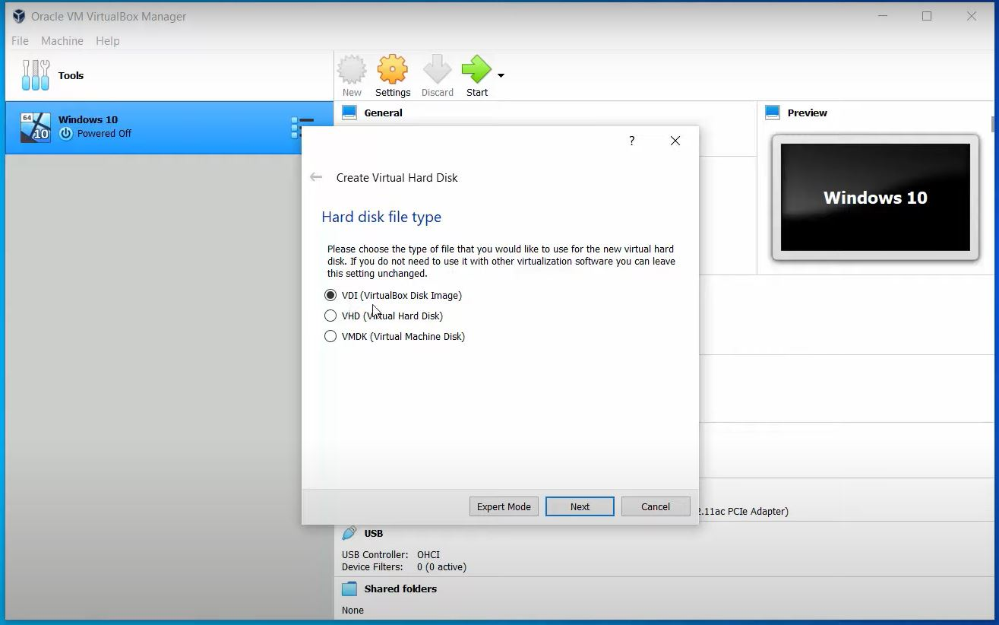 Oracle VM VirtualBox Manager
File Machine Help
Tools
New Settings Discard Start
64
10
Windows 10
Powered Off
General
Preview
Windows 10
?
Create Virtual Hard Disk
Hard disk file type
Please choose the type of file that you would like to use for the new virtual hard
disk. If you do not need to use it with other virtualization software you can leave
this setting unchanged.
VDI (VirtualBox Disk Image)
VHD (Virtual Hard Disk)
VMDK (Virtual Machine Disk)
Expert Mode Next Cancel
2.11ac PCIe Adapter)
USB
USB Controller: OHCI
Device Filters: 0 (0 active)
Shared folders
None